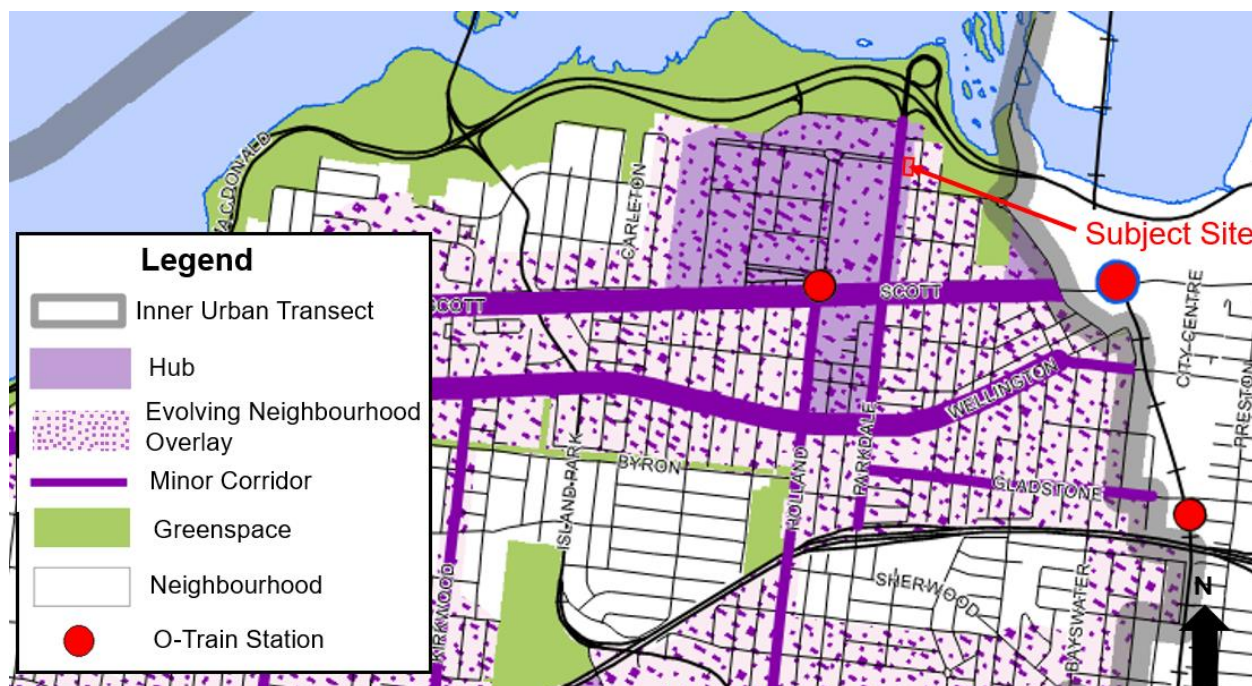 MACDONALD
CARLETON
Subject Site
SCOTT
SCOTT
CITY CENTRE
PRESTON
WELLINGTON
PARKDALE
HOLLAND
ISLAND PARK
BYRON
GLADSTONE
KIRKWOOD
SHERWOOD
BAYSWATER
N
Legend
Inner Urban Transect
Hub
Evolving Neighbourhood
Overlay
Minor Corridor
Greenspace
Neighbourhood
O-Train Station